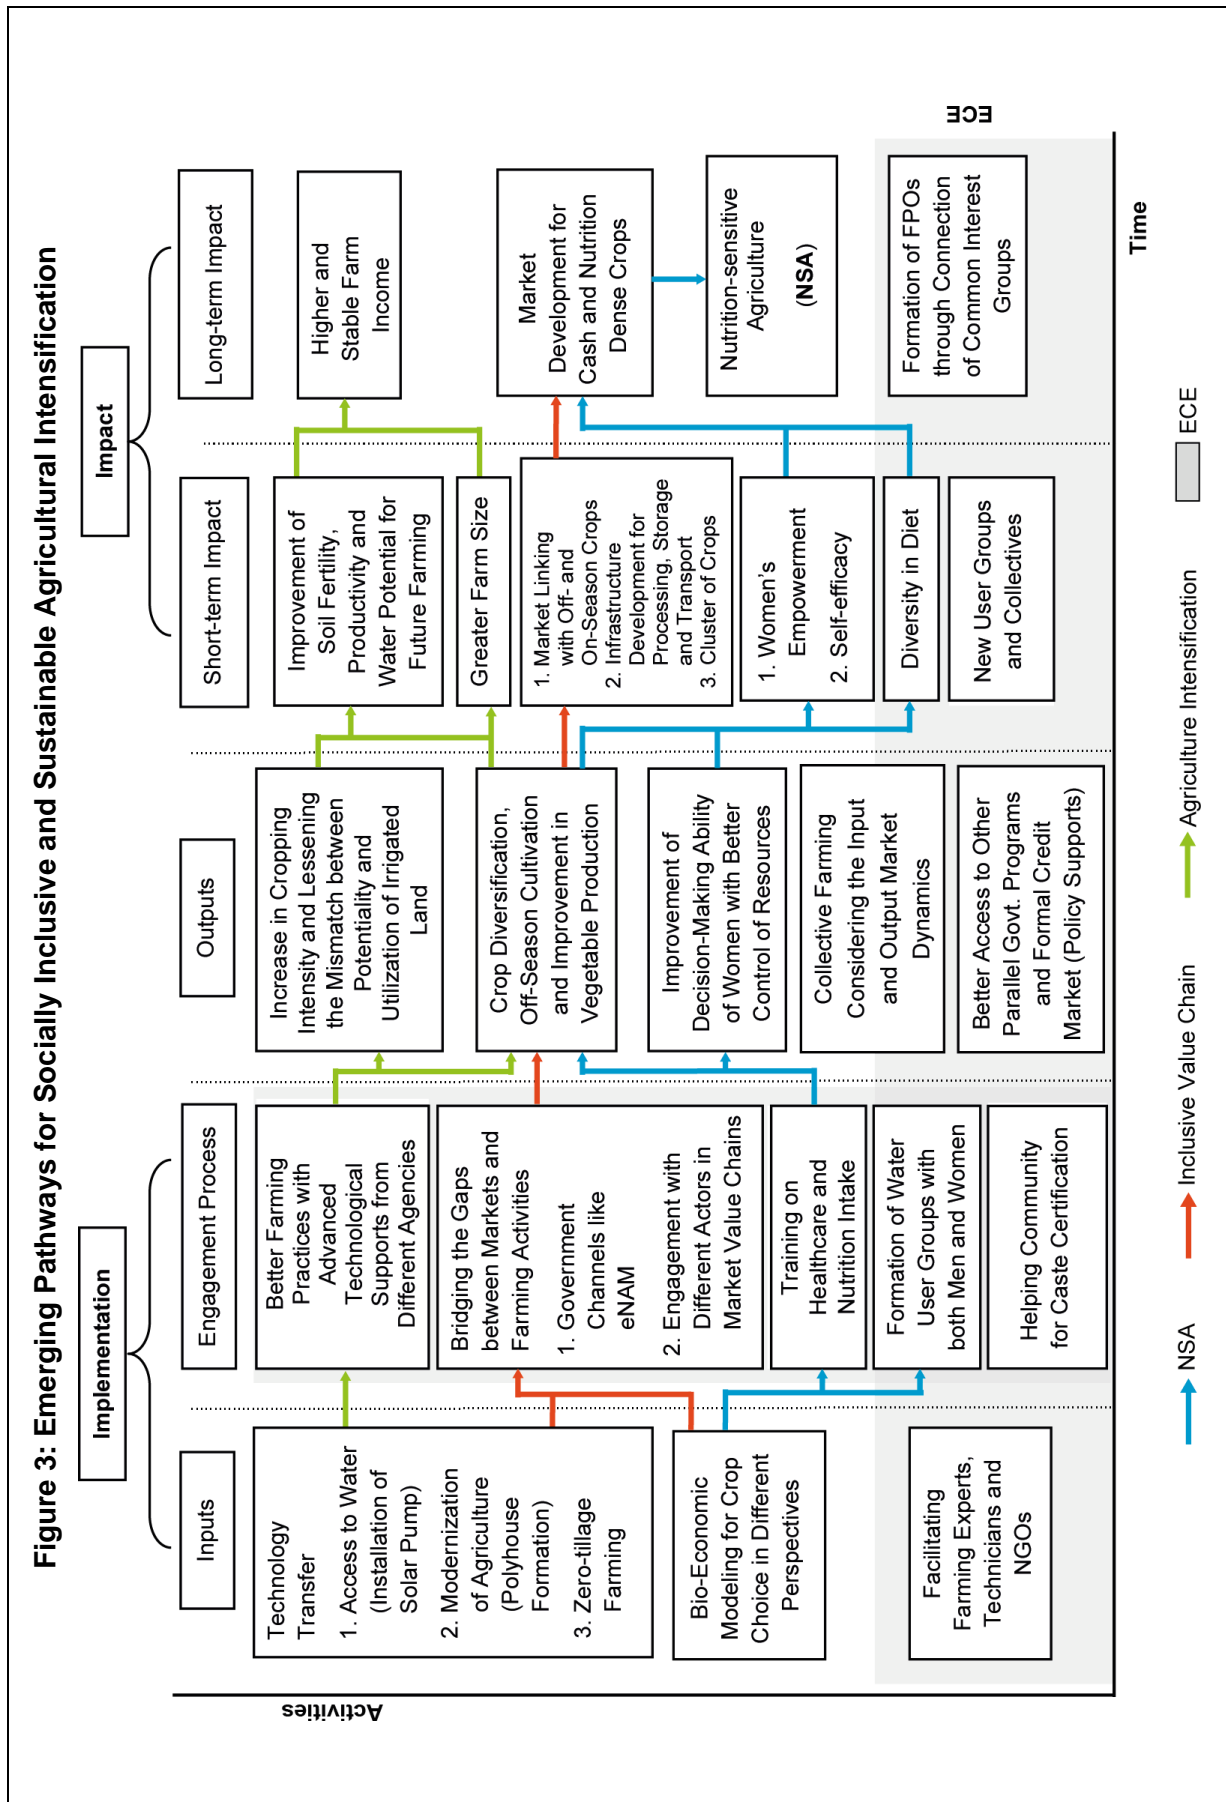 Figure 3: Emerging Pathways for Socially Inclusive and Sustainable Agricultural Intensification
Implementation
Impact
Inputs
Engagement Process
Outputs
Short-term Impact
Long-term Impact
Activities
Technology
Transfer
1. Access to Water
(Installation of
Solar Pump)
2. Modernization
of Agriculture
(Polyhouse
Formation)
3. Zero-tillage
Farming
Bio-Economic
Modeling for Crop
Choice in Different
Perspectives
Facilitating
Farming Experts,
Technicians and
NGOs
Better Farming
Practices with
Advanced
Technological
Supports from
Different Agencies
Bridging the Gaps
between Markets and
Farming Activities
1. Government
Channels like
eNAM
2. Engagement with
Different Actors in
Market Value Chains
Training on
Healthcare and
Nutrition Intake
Formation of Water
User Groups with
both Men and Women
Helping Community
for Caste Certification
Increase in Cropping
Intensity and Lessening
the Mismatch between
Potentiality and
Utilization of Irrigated
Land
Crop Diversification,
Off-Season Cultivation
and Improvement in
Vegetable Production
Improvement of
Decision-Making Ability
of Women with Better
Control of Resources
Collective Farming
Considering the Input
and Output Market
Dynamics
Better Access to Other
Parallel Govt. Programs
and Formal Credit
Market (Policy Supports)
Improvement of
Soil Fertility,
Productivity and
Water Potential for
Future Farming
Greater Farm Size
1. Market Linking
with Off- and
On-Season Crops
2. Infrastructure
Development for
Processing, Storage
and Transport
3. Cluster of Crops
1. Women's
Empowerment
2. Self-efficacy
Diversity in Diet
New User Groups
and Collectives
Higher and
Stable Farm
Income
Market
Development for
Cash and Nutrition
Dense Crops
Nutrition-sensitive
Agriculture
(NSA)
Formation of FPOs
through Connection
of Common Interest
Groups
ECE
Time
NSA
Inclusive Value Chain
Agriculture Intensification
ECE